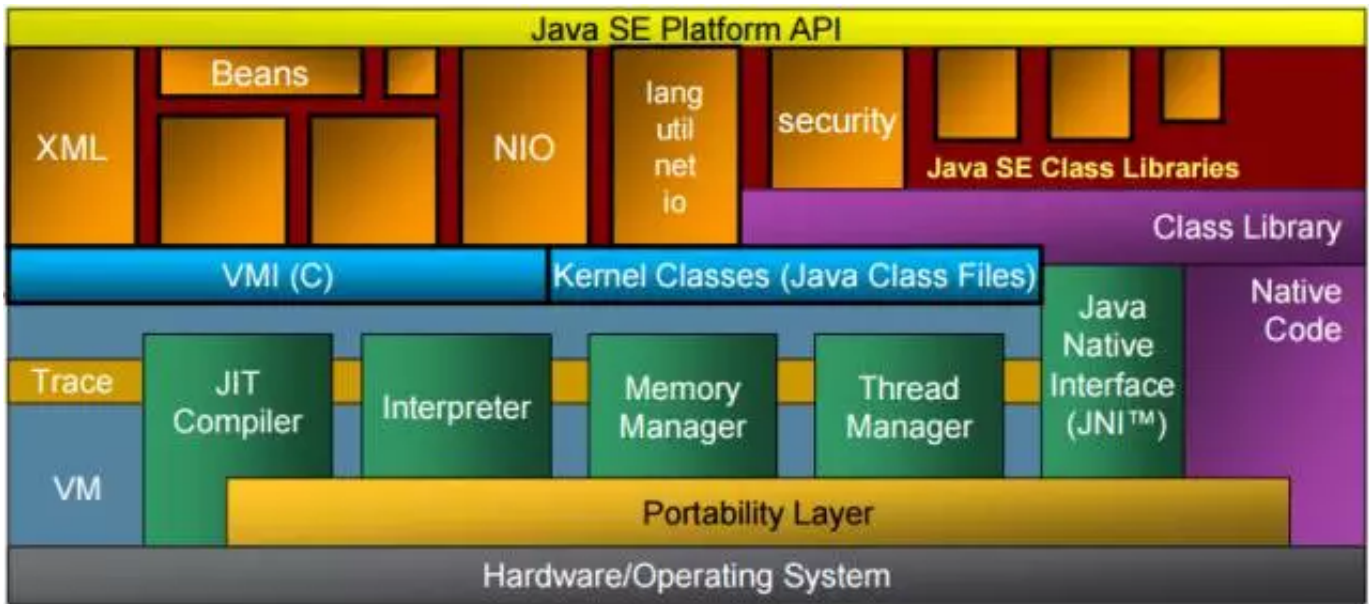 Java SE Platform API
XML
Beans
NIO
lang
util
net
io
security
Java SE Class Libraries
Class Library
VMI (C)
Kernel Classes (Java Class Files)
Native
Code
Java
Native
Interface
(JNI™)
Trace
JIT
Compiler
Interpreter
Memory
Manager
Thread
Manager
VM
Portability Layer
Hardware/Operating System